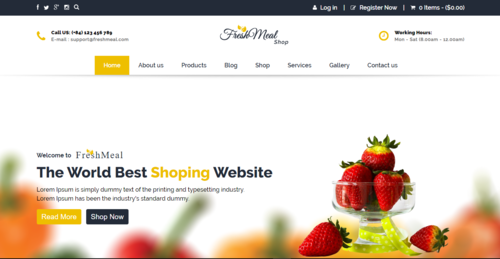 Log in | Register Now | 0 items - ($0.00)
Call US: (+84) 123 456 789
E-mail : support@freshmeal.com
FreshMeal
Shop
Working Hours:
Mon - Sat (8.00am - 12.00am)
Home About us Products Blog Shop Services Gallery Contact us
Welcome to FreshMeal
The World Best Shoping Website
Lorem Ipsum is simply dummy text of the printing and typesetting industry.
Lorem Ipsum has been the industry's standard dummy.
Read More Shop Now